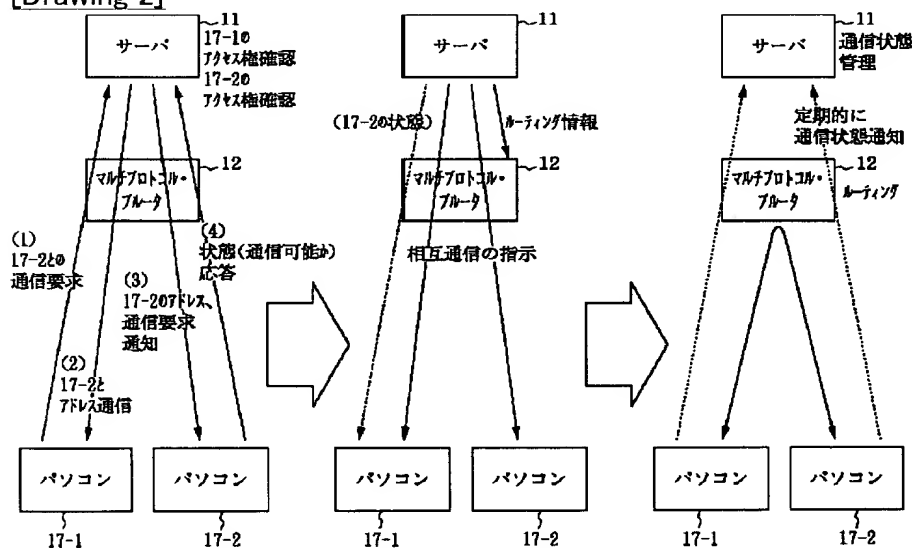 [Drawing 2]
11
サーバ
17-1の
アクセス権確認
17-2の
アクセス権確認
12
マルチプロトコル・
ブルータ
(1)
17-2との
通信要求
(2)
17-2と
アドレス通信
(3)
17-2のアドレス、
通信要求
通知
(4)
状態(通信可能か)
応答
パソコン
パソコン
17-1
17-2
11
サーバ
(17-2の状態)
ルーティング情報
12
マルチプロトコル・
ブルータ
相互通信の指示
パソコン
パソコン
17-1
17-2
11
サーバ
通信状態
管理
定期的に
通信状態通知
12
マルチプロトコル・
ブルータ
ルーティング
パソコン
パソコン
17-1
17-2